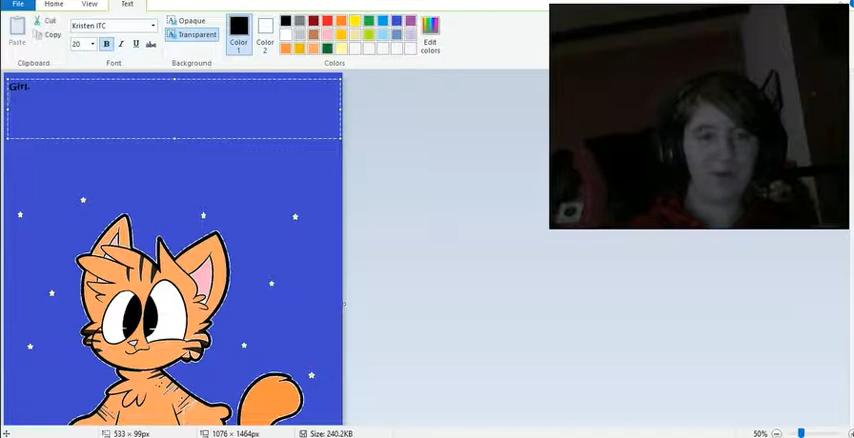 File Home View Text
Paste
Cut
Copy
Clipboard
Kristen ITC
20 B I U abc
Font
Opaque
Transparent
Background
Color 1
Color 2
Edit colors
Colors
Girl.
533 × 99px
1076 × 1464px
Size: 240.2KB
50%